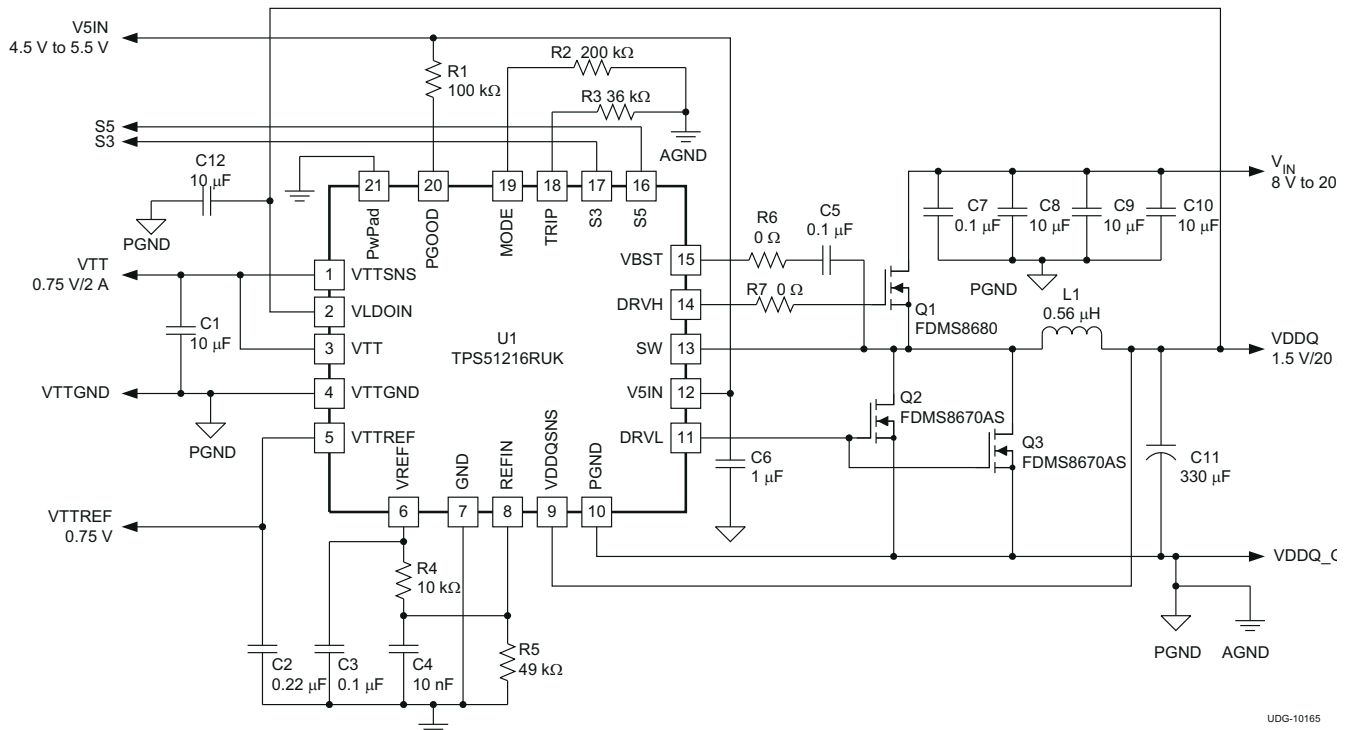 V5IN
4.5 V to 5.5 V
R1
100 kΩ
R2 200 kΩ
R3 36 kΩ
AGND
S5
S3
C12
10 μF
PGND
VTT
0.75 V/2 A
C1
10 μF
VTTGND
PGND
VTTREF
0.75 V
21
20
19
18
17
16
PwPad
PGOOD
MODE
TRIP
S3
S5
1
VTTSNS
2
VLDOIN
3
VTT
4
VTTGND
5
VTTREF
U1
TPS51216RUK
VBST
15
DRVH
14
SW
13
V5IN
12
DRVL
11
VREF
GND
REFIN
VDDQSNS
PGND
6
7
8
9
10
R6
0 Ω
C5
0.1 μF
R7 0 Ω
Q1
FDMS8680
VIN
8 V to 20
C7
0.1 μF
C8
10 μF
C9
10 μF
C10
10 μF
PGND
L1
0.56 μH
VDDQ
1.5 V/20
Q2
FDMS8670AS
Q3
FDMS8670AS
C6
1 μF
C11
330 μF
VDDQ_G
PGND
AGND
R4
10 kΩ
R5
49 kΩ
C2
0.22 μF
C3
0.1 μF
C4
10 nF
UDG-10165